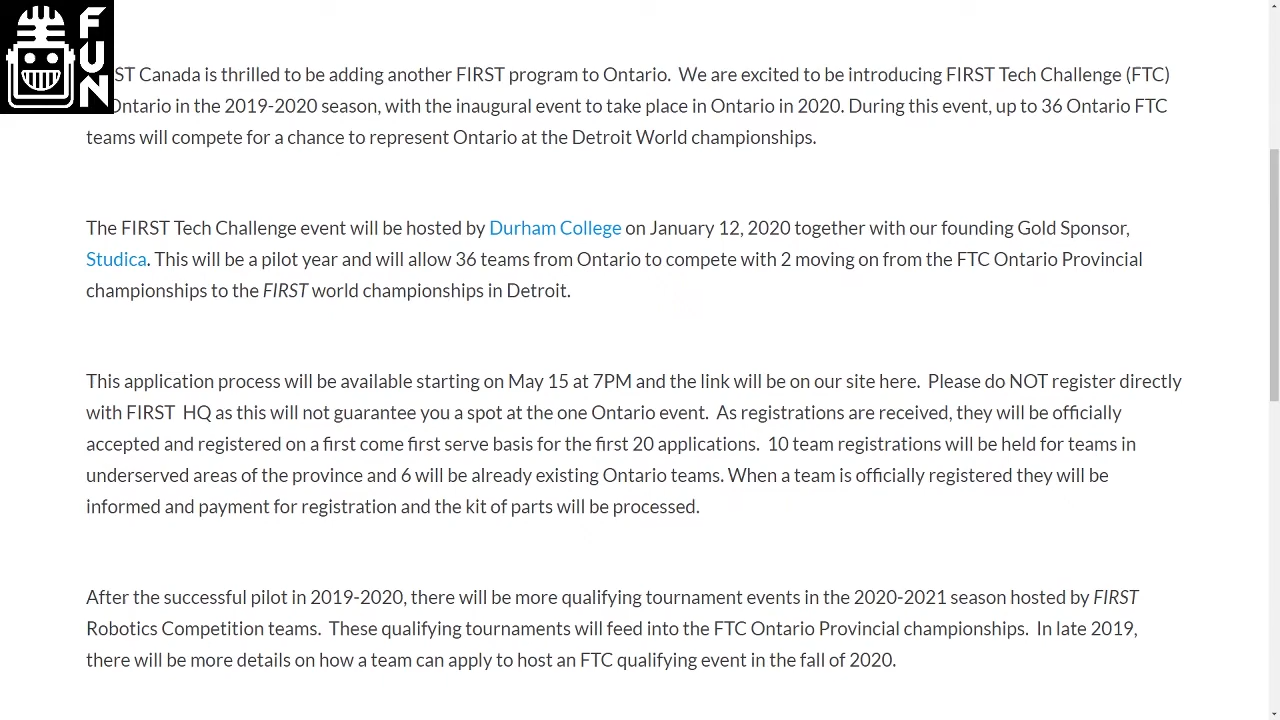 FUN
ST Canada is thrilled to be adding another FIRST program to Ontario. We are excited to be introducing FIRST Tech Challenge (FTC)
Ontario in the 2019-2020 season, with the inaugural event to take place in Ontario in 2020. During this event, up to 36 Ontario FTC
teams will compete for a chance to represent Ontario at the Detroit World championships.
The FIRST Tech Challenge event will be hosted by Durham College on January 12, 2020 together with our founding Gold Sponsor,
Studica. This will be a pilot year and will allow 36 teams from Ontario to compete with 2 moving on from the FTC Ontario Provincial
championships to the FIRST world championships in Detroit.
This application process will be available starting on May 15 at 7PM and the link will be on our site here. Please do NOT register directly
with FIRST HQ as this will not guarantee you a spot at the one Ontario event. As registrations are received, they will be officially
accepted and registered on a first come first serve basis for the first 20 applications. 10 team registrations will be held for teams in
underserved areas of the province and 6 will be already existing Ontario teams. When a team is officially registered they will be
informed and payment for registration and the kit of parts will be processed.
After the successful pilot in 2019-2020, there will be more qualifying tournament events in the 2020-2021 season hosted by FIRST
Robotics Competition teams. These qualifying tournaments will feed into the FTC Ontario Provincial championships. In late 2019,
there will be more details on how a team can apply to host an FTC qualifying event in the fall of 2020.